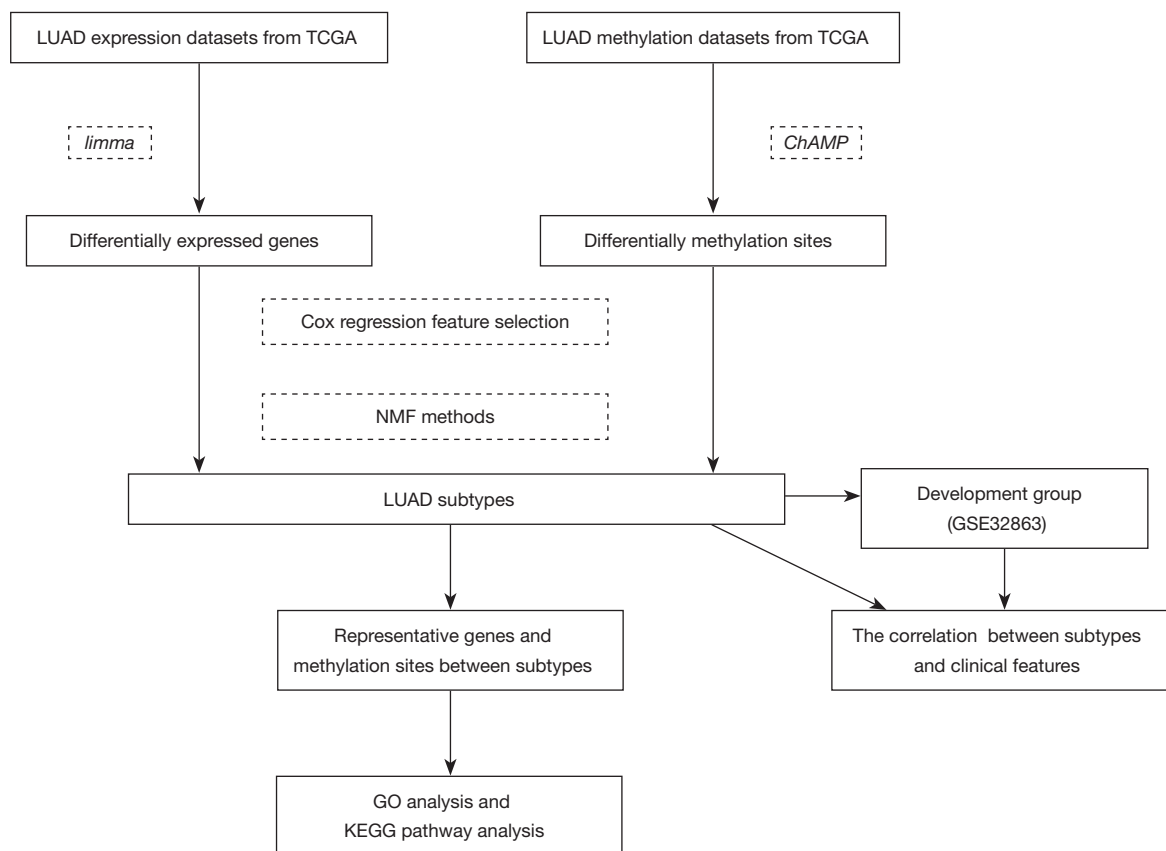 LUAD expression datasets from TCGA
LUAD methylation datasets from TCGA
limma
ChAMP
Differentially expressed genes
Differentially methylation sites
Cox regression feature selection
NMF methods
LUAD subtypes
Development group
(GSE32863)
Representative genes and
methylation sites between subtypes
The correlation between subtypes
and clinical features
GO analysis and
KEGG pathway analysis